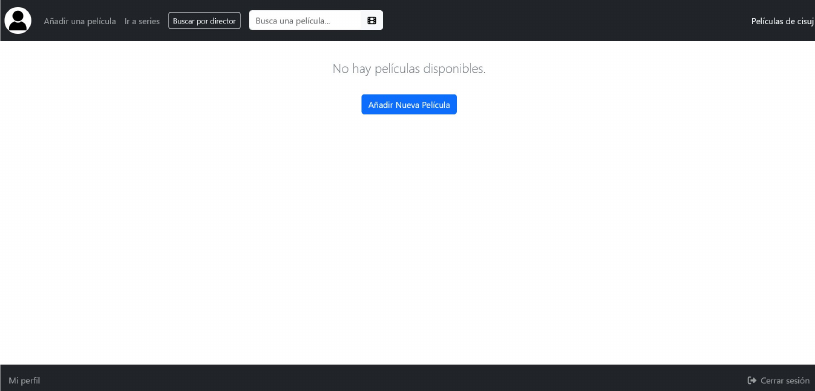 Añadir una película Ir a series Buscar por director Busca una película... Películas de cisuj
No hay películas disponibles.
Añadir Nueva Película
Mi perfil Cerrar sesión